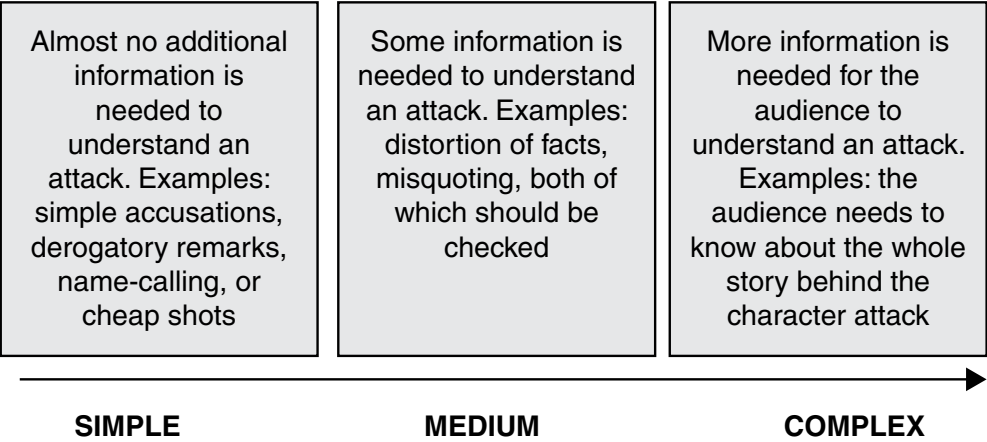 Almost no additional
information is
needed to
understand an
attack. Examples:
simple accusations,
derogatory remarks,
name-calling, or
cheap shots
Some information is
needed to understand
an attack. Examples:
distortion of facts,
misquoting, both of
which should be
checked
More information is
needed for the
audience to
understand an attack.
Examples: the
audience needs to
know about the whole
story behind the
character attack
SIMPLE
MEDIUM
COMPLEX